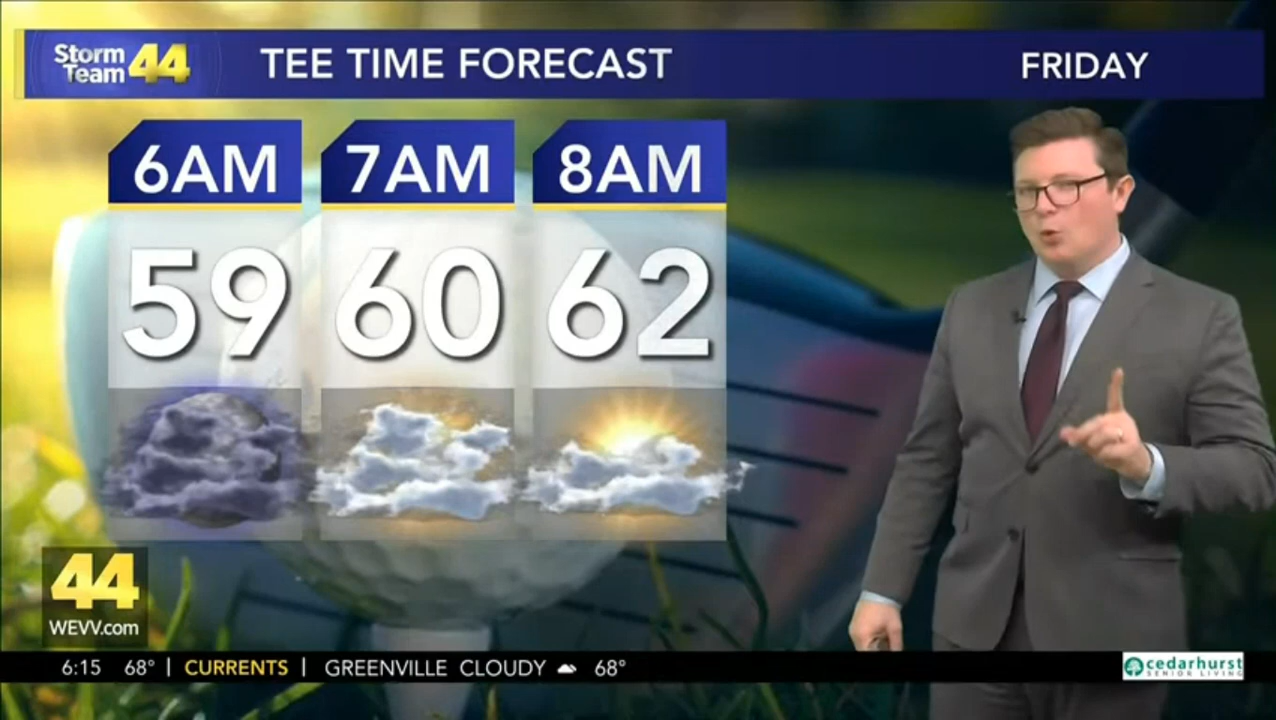 Storm
Team 44
TEE TIME FORECAST
FRIDAY
6AM 7AM 8AM
59 60 62
44
WEVV.com
6:15 68° | CURRENTS | GREENVILLE CLOUDY 68°
cedarhurst
SENIOR LIVING